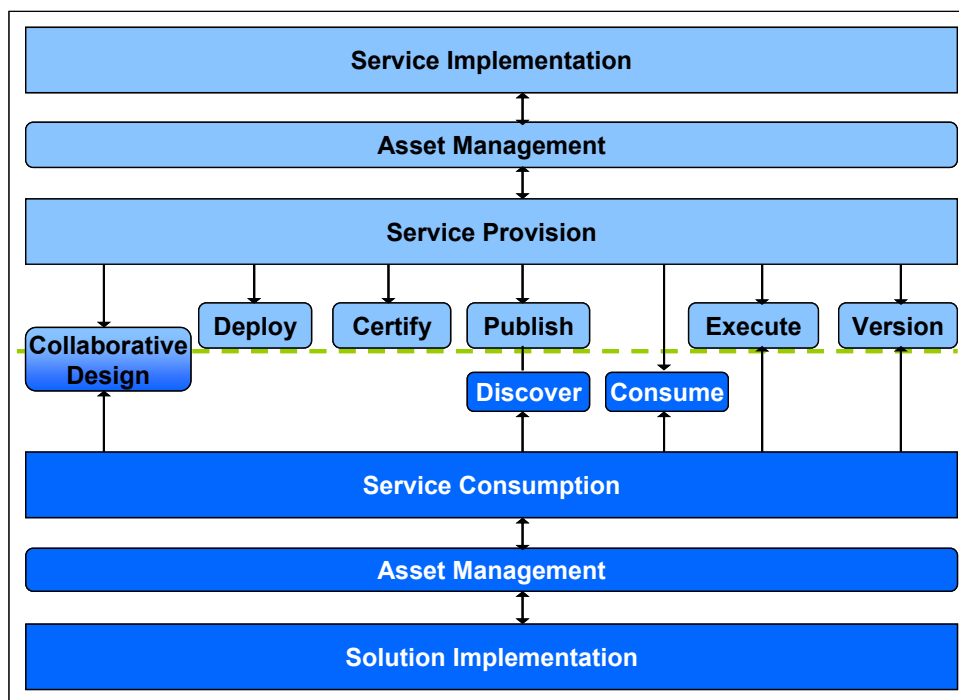 Service Implementation
Asset Management
Service Provision
Deploy
Certify
Publish
Execute
Version
Collaborative
Design
Discover
Consume
Service Consumption
Asset Management
Solution Implementation